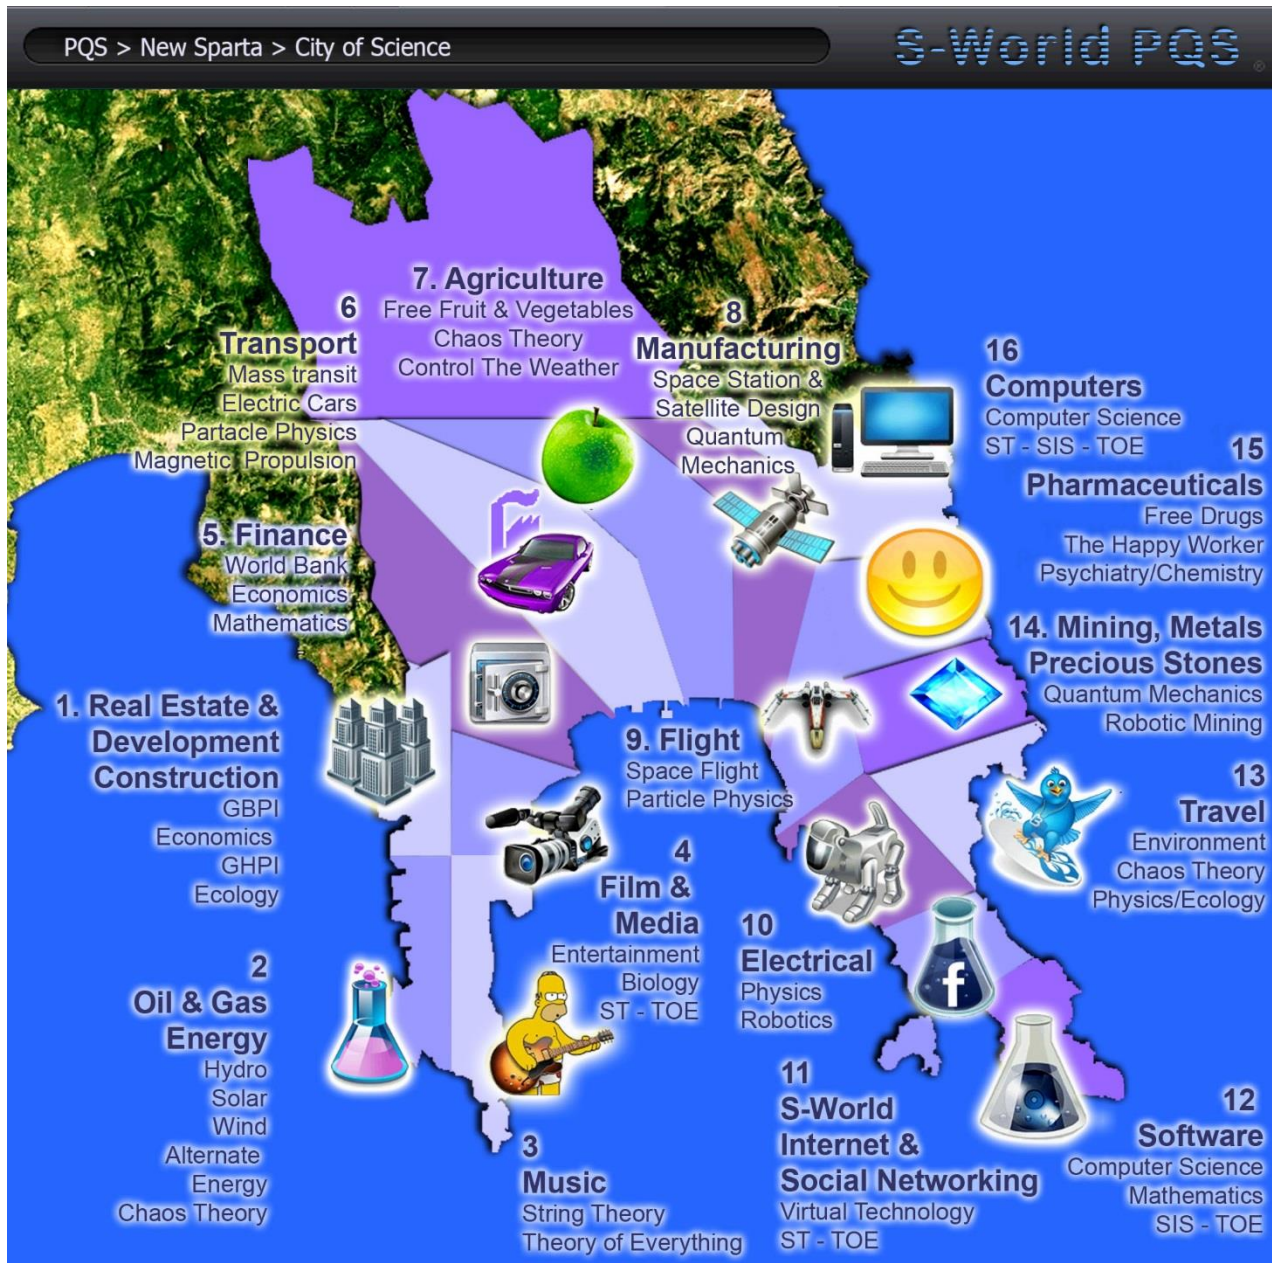 PQS > New Sparta > City of Science
S-World PQS
®
7. Agriculture
Free Fruit & Vegetables
Chaos Theory
Control The Weather
6
Transport
Mass transit
Electric Cars
Partacle Physics
Magnetic Propulsion
8
Manufacturing
Space Station &
Satellite Design
Quantum
Mechanics
16
Computers
Computer Science
ST - SIS - TOE
15
Pharmaceuticals
Free Drugs
The Happy Worker
Psychiatry/Chemistry
5. Finance
World Bank
Economics
Mathematics
14. Mining, Metals
Precious Stones
Quantum Mechanics
Robotic Mining
1. Real Estate &
Development
Construction
GBPI
Economics
GHPI
Ecology
9. Flight
Space Flight
Particle Physics
13
Travel
Environment
Chaos Theory
Physics/Ecology
4
Film &
Media
Entertainment
Biology
ST - TOE
10
Electrical
Physics
Robotics
f
2
Oil & Gas
Energy
Hydro
Solar
Wind
Alternate
Energy
Chaos Theory
3
Music
String Theory
Theory of Everything
11
S-World
Internet &
Social Networking
Virtual Technology
ST - TOE
12
Software
Computer Science
Mathematics
SIS - TOE